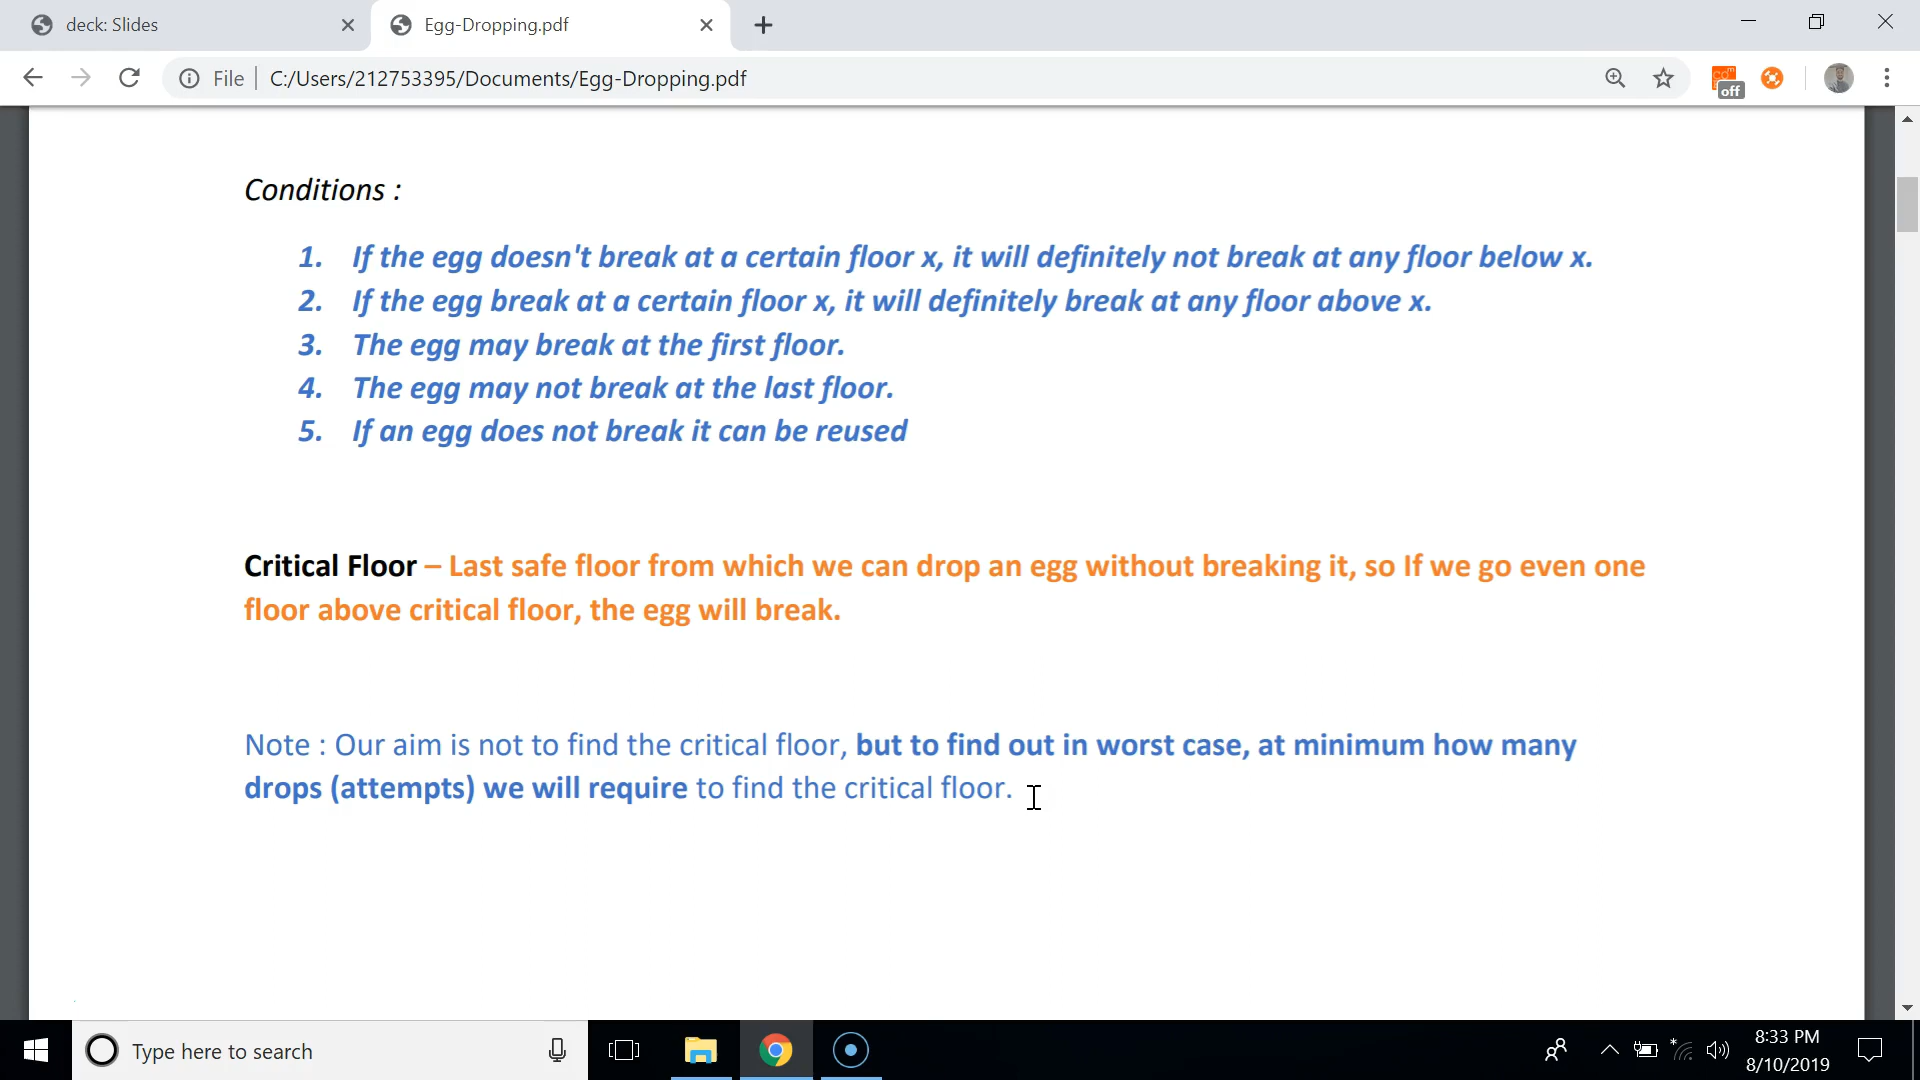 deck: Slides
Egg-Dropping.pdf
File
C:/Users/212753395/Documents/Egg-Dropping.pdf
off
Conditions :
1. If the egg doesn't break at a certain floor x, it will definitely not break at any floor below x.
2. If the egg break at a certain floor x, it will definitely break at any floor above x.
3. The egg may break at the first floor.
4. The egg may not break at the last floor.
5. If an egg does not break it can be reused
Critical Floor – Last safe floor from which we can drop an egg without breaking it, so If we go even one
floor above critical floor, the egg will break.
Note : Our aim is not to find the critical floor, but to find out in worst case, at minimum how many
drops (attempts) we will require to find the critical floor.
Type here to search
8:33 PM
8/10/2019